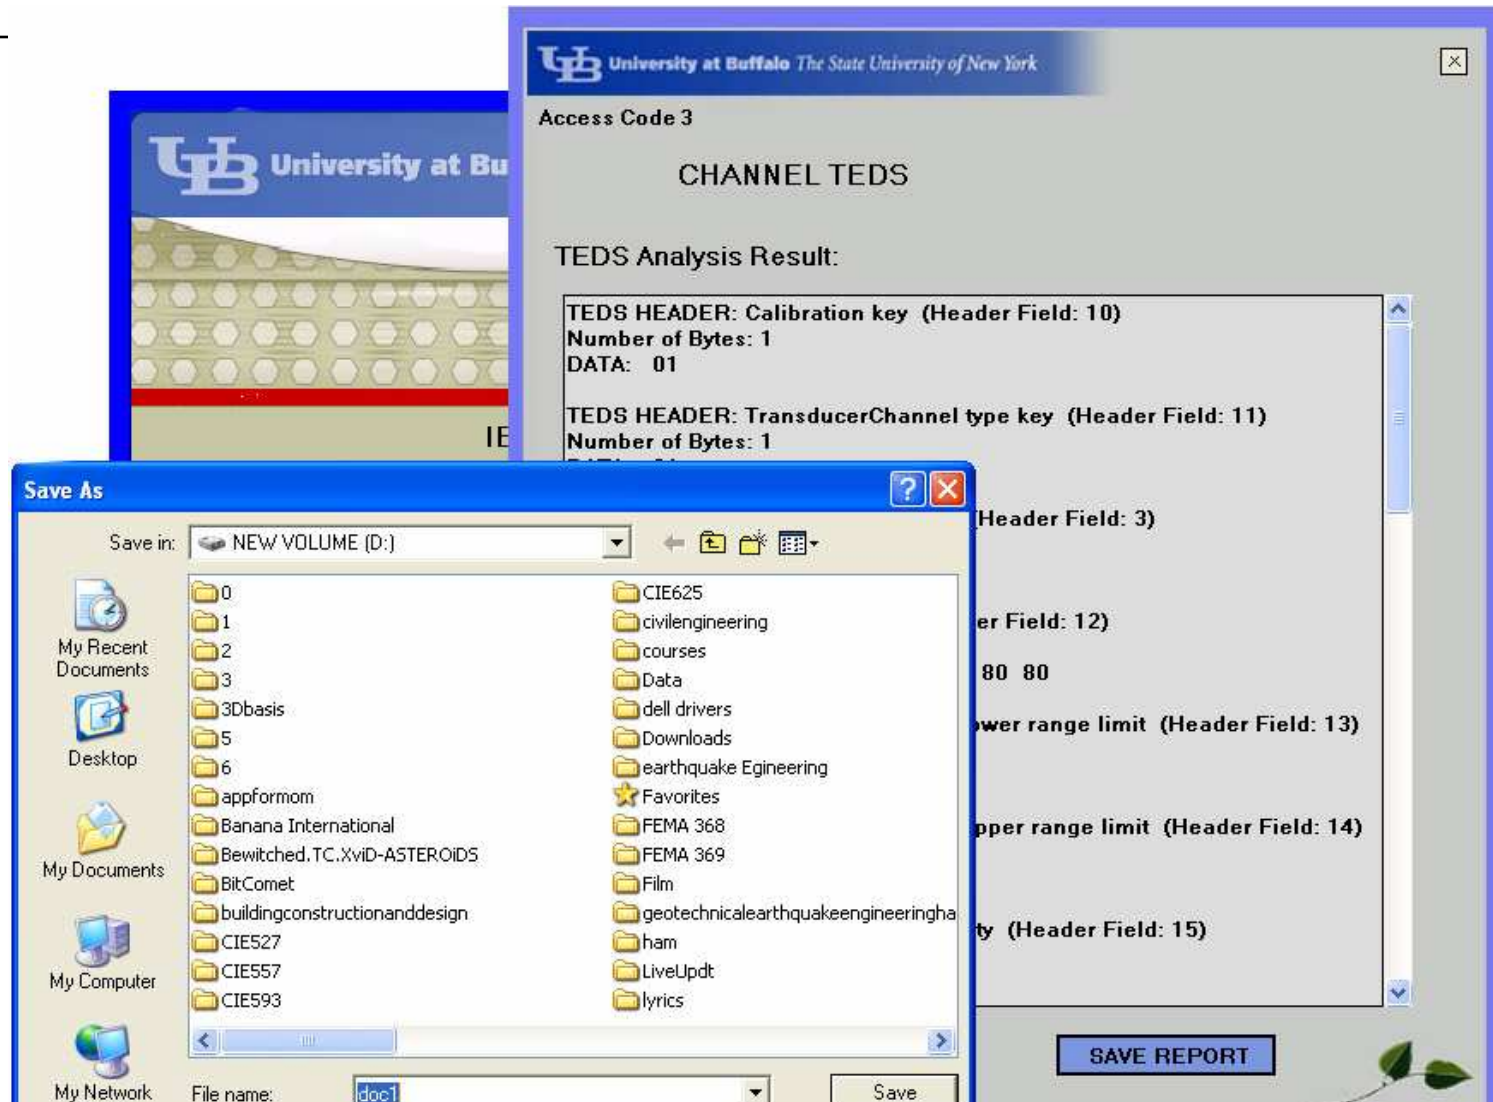 UB University at Buffalo The State University of New York
Access Code 3
CHANNEL TEDS
TEDS Analysis Result:
TEDS HEADER: Calibration key (Header Field: 10)
Number of Bytes: 1
DATA: 01
TEDS HEADER: TransducerChannel type key (Header Field: 11)
Number of Bytes: 1
(Header Field: 3)
er Field: 12)
80 80
ower range limit (Header Field: 13)
pper range limit (Header Field: 14)
ty (Header Field: 15)
SAVE REPORT
UB University at Bu
IE
Save As
Save in:
NEW VOLUME (D:)
My Recent
Documents
Desktop
My Documents
My Computer
My Network
0
1
2
3
3Dbasis
5
6
appformom
Banana International
Bewitched.TC.XviD-ASTEROiDS
BitComet
buildingconstructionanddesign
CIE527
CIE557
CIE593
CIE625
civilengineering
courses
Data
dell drivers
Downloads
earthquake Egineering
Favorites
FEMA 368
FEMA 369
Film
geotechnicalearthquakeengineeringha
ham
LiveUpdt
lyrics
File name:
doc1
Save